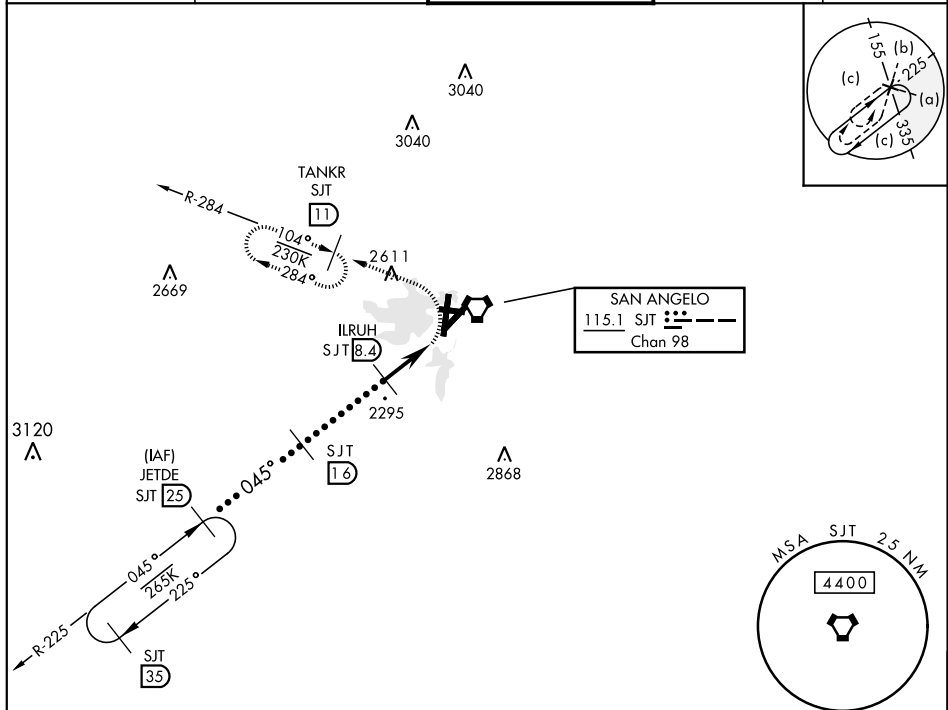 155
(b)
(c)
225
(a)
335
(c)
3040
3040
TANKR
SJT
11
R-284
104°
230K
284°
2611
2669
SAN ANGELO
115.1 SJT
Chan 98
ILRUH
SJT 8.4
2295
3120
(IAF)
JETDE
SJT 25
045°
SJT
16
2868
045°
265K
225°
R-225
SJT
35
MSA SJT 25 NM
4400